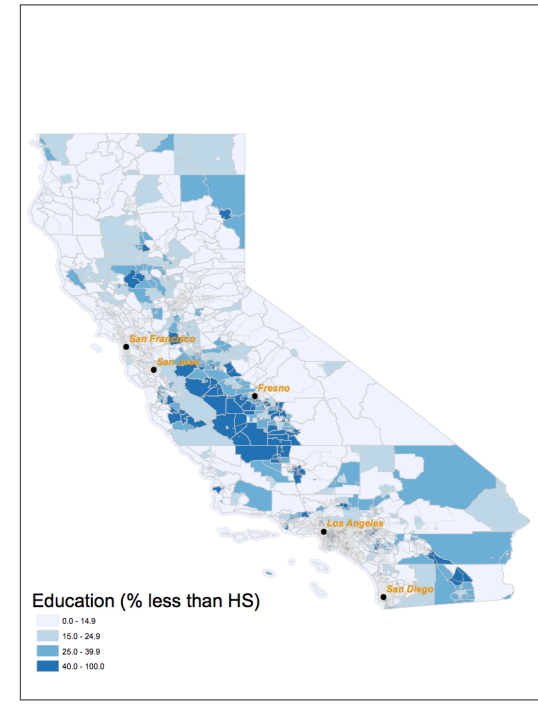 San Francisco
San Jose
Fresno
Los Angeles
San Diego
Education (% less than HS)
0.0 - 14.9
15.0 - 24.9
25.0 - 39.9
40.0 - 100.0